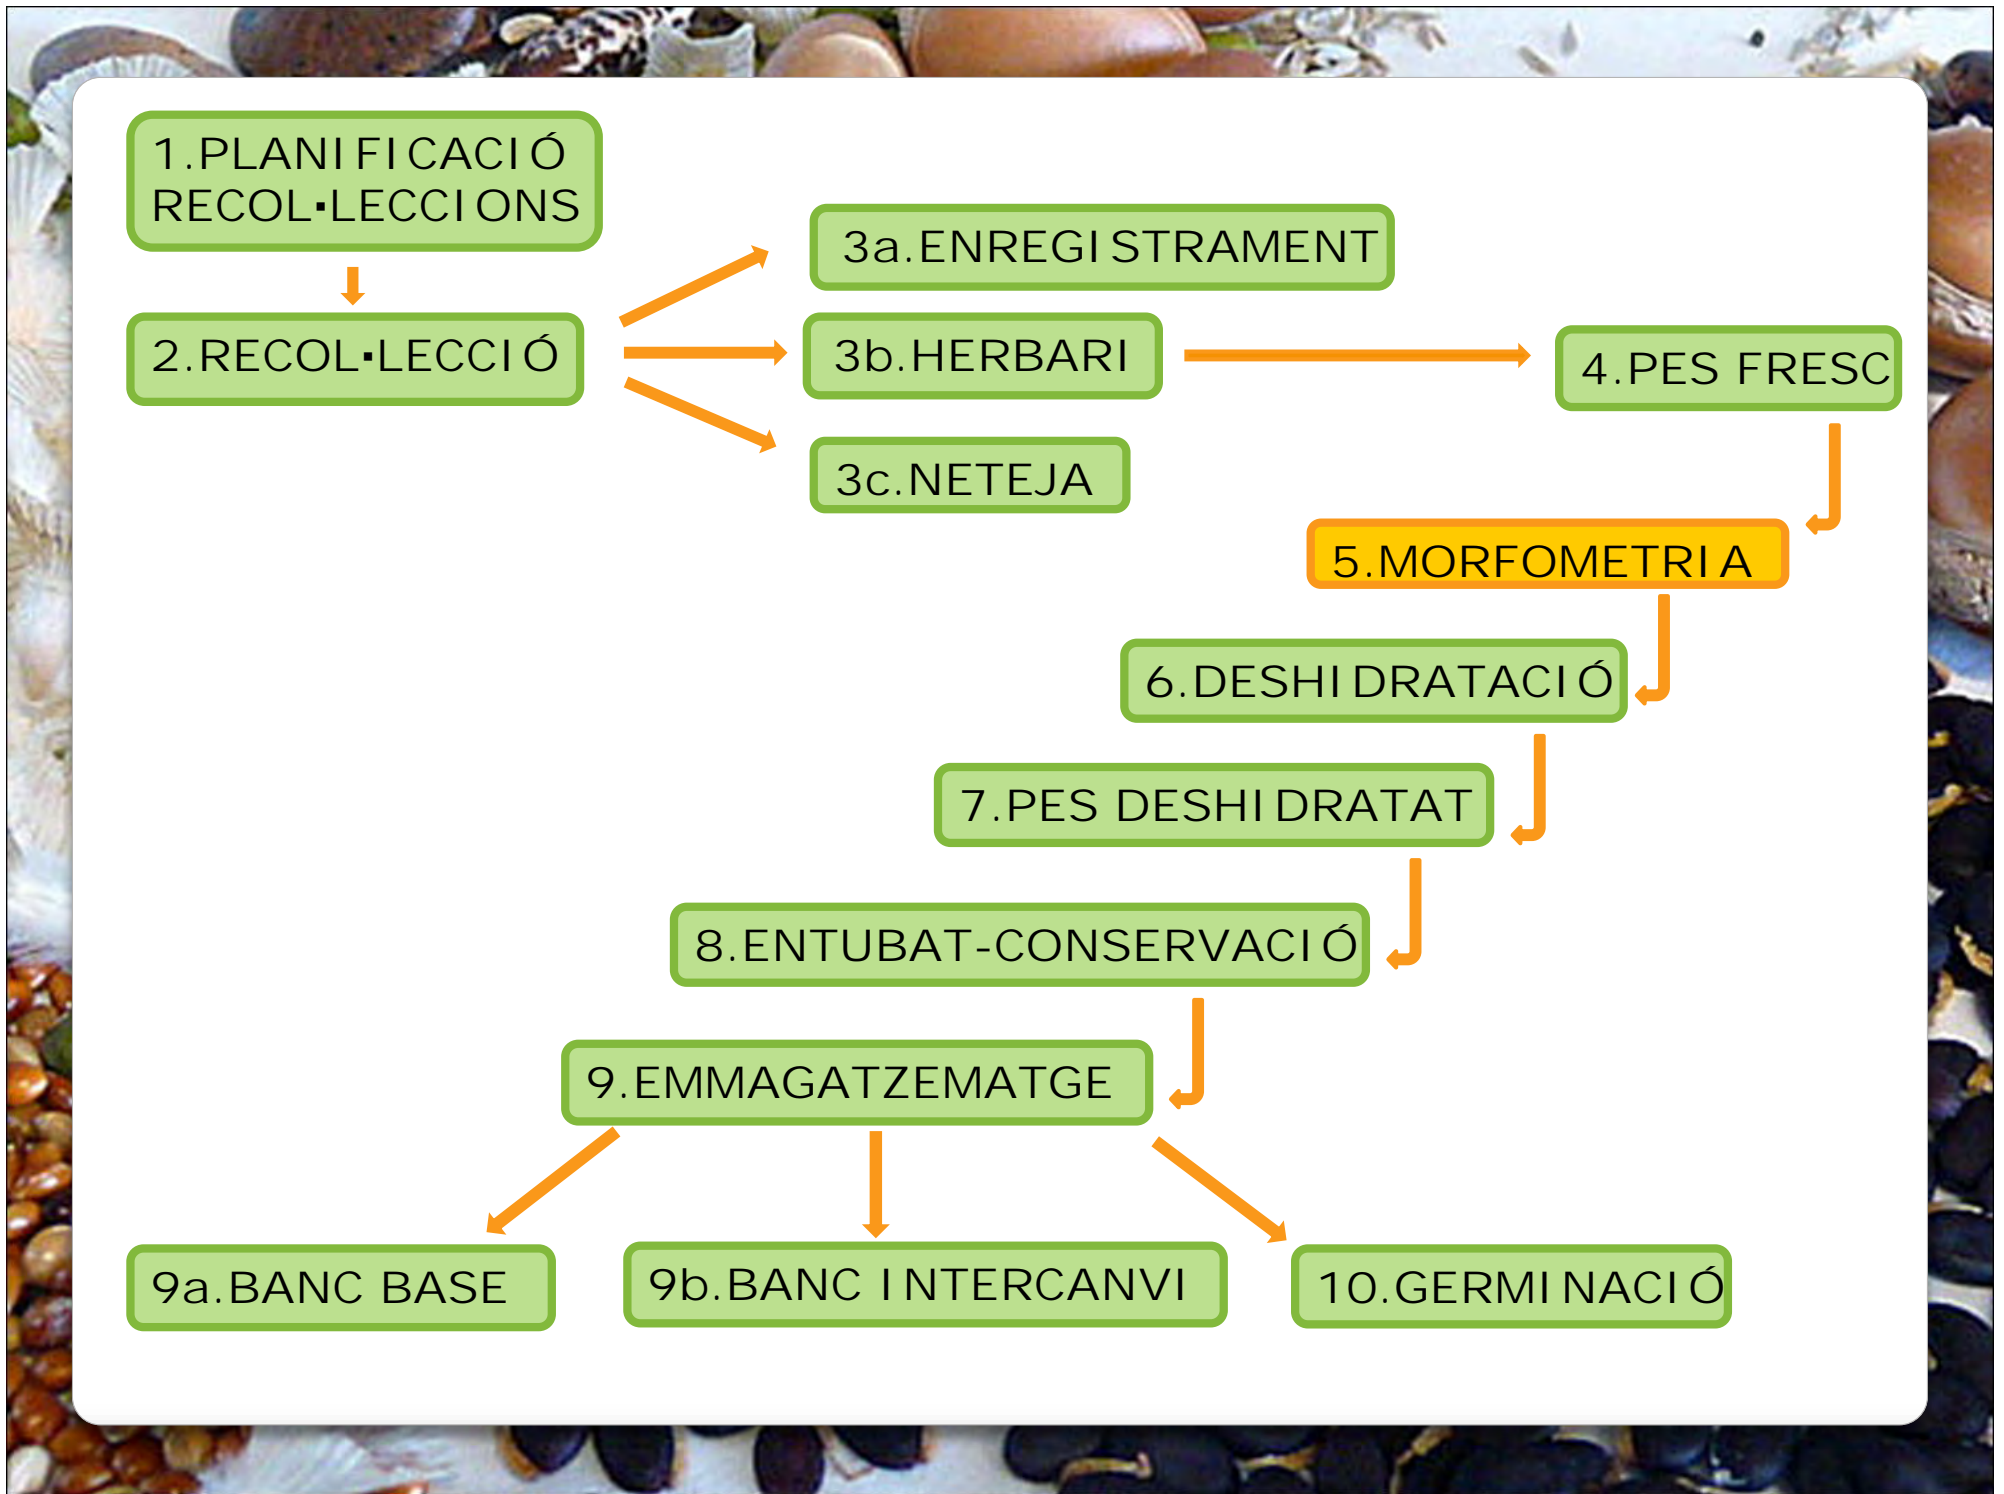 1.PLANIFICACIÓ
RECOL·LECCIONS
3a.ENREGISTRAMENT
2.RECOL·LECCIÓ
3b.HERBARI
4.PES FRESC
3c.NETEJA
5.MORFOMETRIA
6.DESHIDRATACIÓ
7.PES DESHIDRATAT
8.ENTUBAT-CONSERVACIÓ
9.EMMAGATZEMATGE
9a.BANC BASE
9b.BANC INTERCANVI
10.GERMINACIÓ